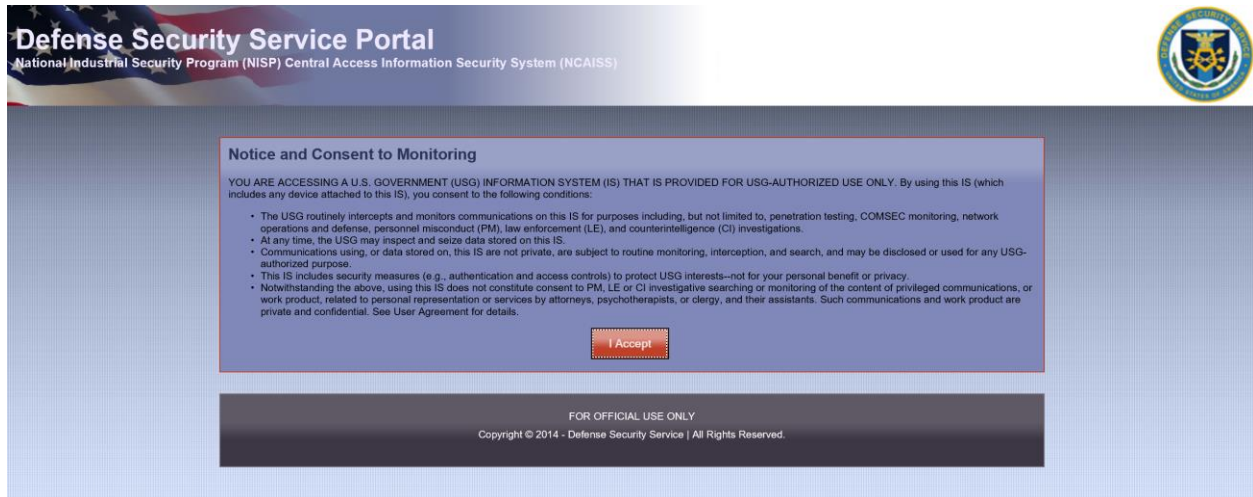 Defense Security Service Portal
National Industrial Security Program (NISP) Central Access Information Security System (NCAISS)
DEFENSE SECURITY SERVICE
UNITED STATES OF AMERICA
Notice and Consent to Monitoring
YOU ARE ACCESSING A U.S. GOVERNMENT (USG) INFORMATION SYSTEM (IS) THAT IS PROVIDED FOR USG-AUTHORIZED USE ONLY. By using this IS (which
includes any device attached to this IS), you consent to the following conditions:
• The USG routinely intercepts and monitors communications on this IS for purposes including, but not limited to, penetration testing, COMSEC monitoring, network
operations and defense, personnel misconduct (PM), law enforcement (LE), and counterintelligence (CI) investigations.
• At any time, the USG may inspect and seize data stored on this IS.
• Communications using, or data stored on, this IS are not private, are subject to routine monitoring, interception, and search, and may be disclosed or used for any USG-
authorized purpose.
• This IS includes security measures (e.g., authentication and access controls) to protect USG interests--not for your personal benefit or privacy.
• Notwithstanding the above, using this IS does not constitute consent to PM, LE or CI investigative searching or monitoring of the content of privileged communications, or
work product, related to personal representation or services by attorneys, psychotherapists, or clergy, and their assistants. Such communications and work product are
private and confidential. See User Agreement for details.
I Accept
FOR OFFICIAL USE ONLY
Copyright © 2014 - Defense Security Service | All Rights Reserved.